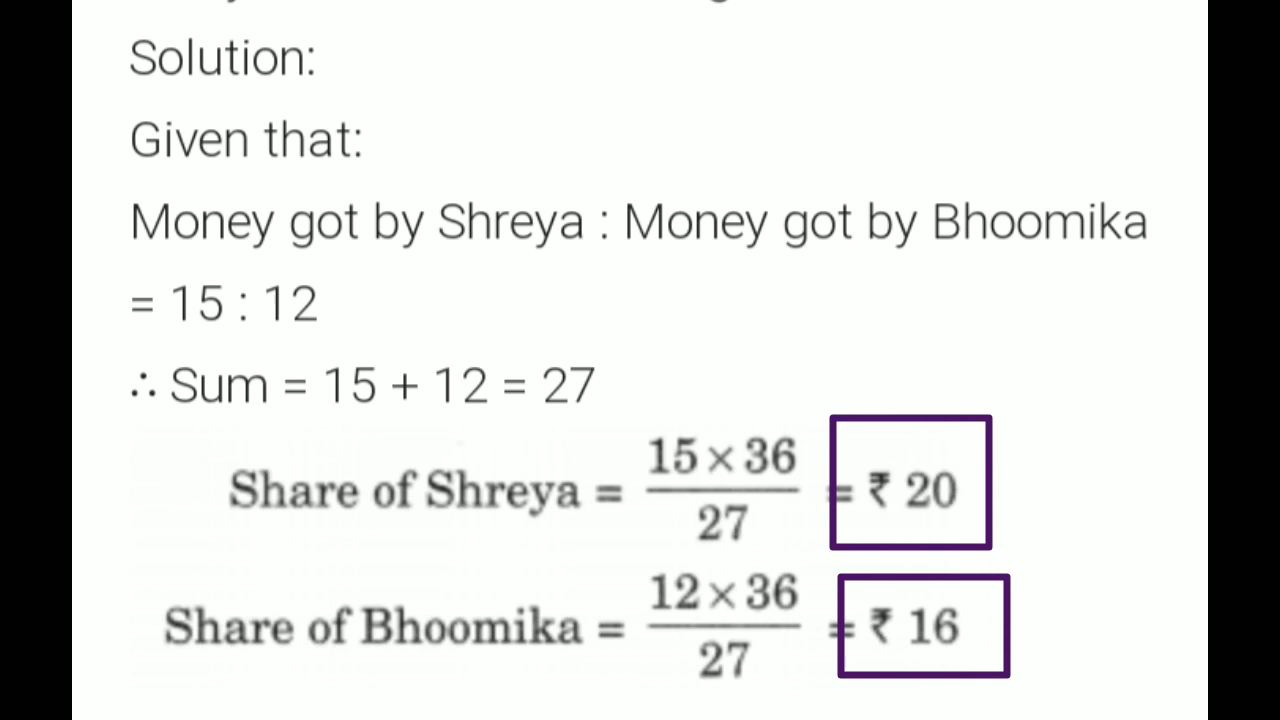 Solution:
Given that:
Money got by Shreya : Money got by Bhoomika
= 15 : 12
∴ Sum = 15 + 12 = 27
Share of Shreya = 15 × 36 / 27 = ₹ 20
Share of Bhoomika = 12 × 36 / 27 = ₹ 16